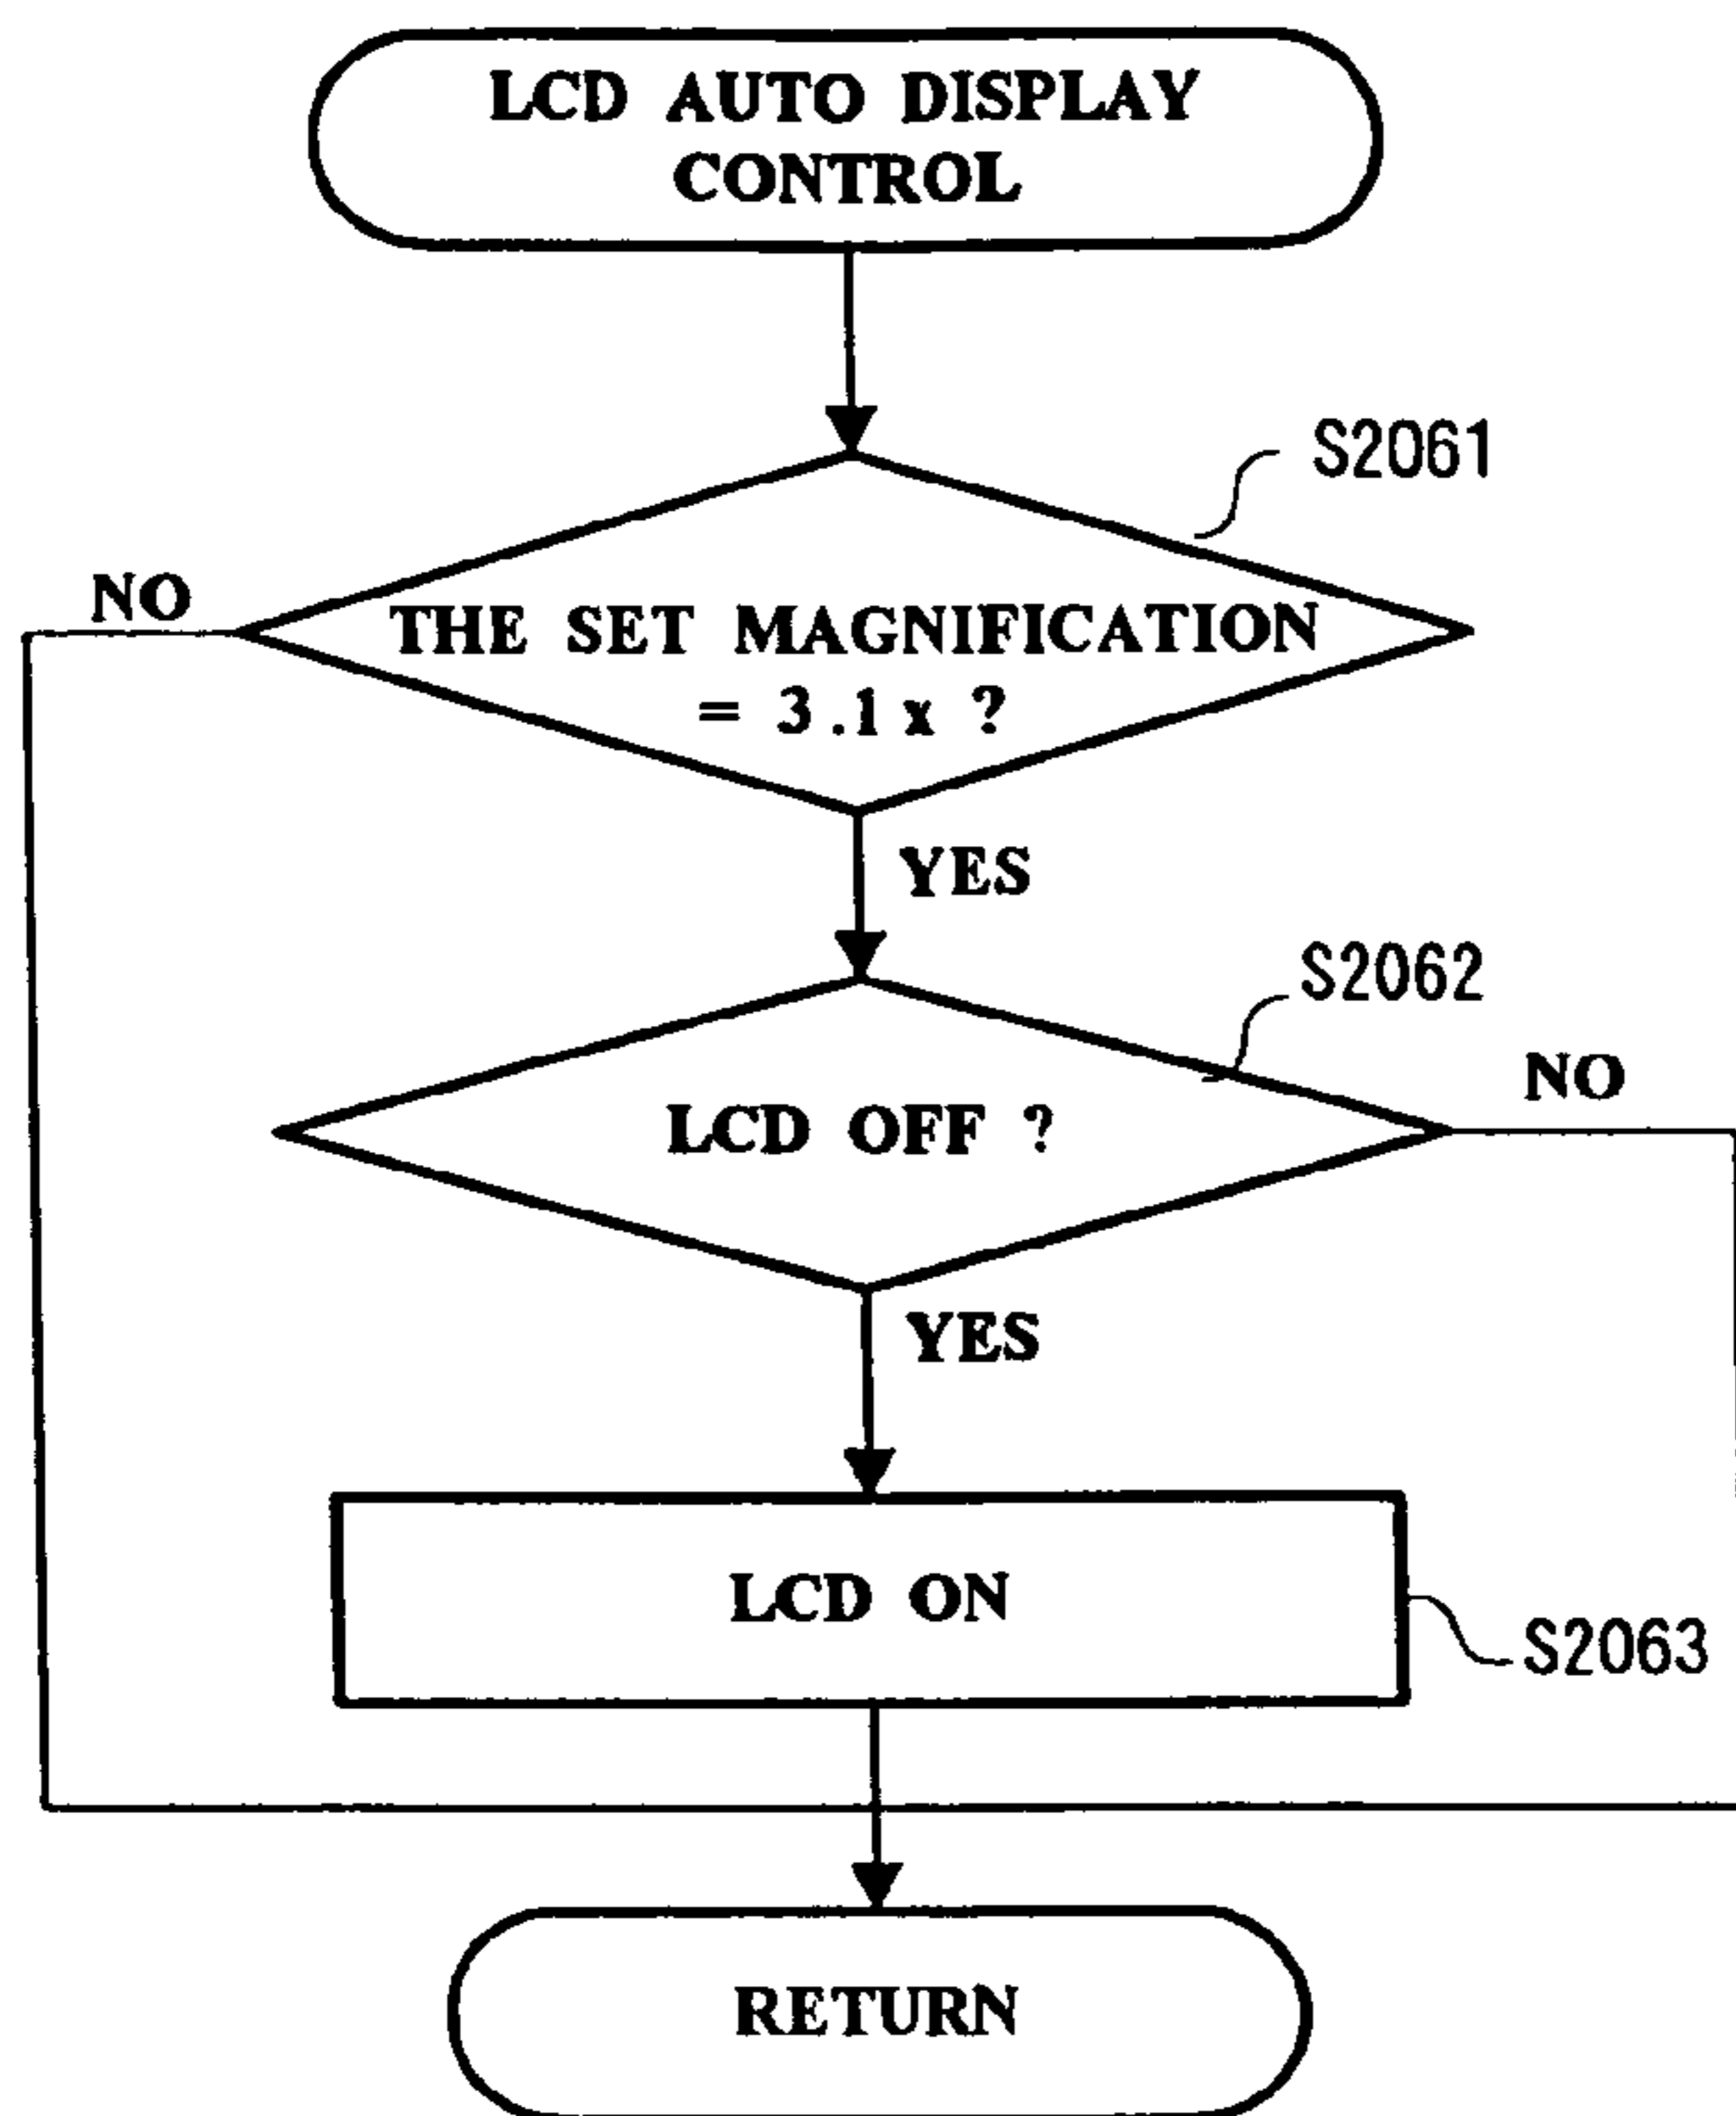 LCD AUTO DISPLAY
CONTROL
S2061
NO
THE SET MAGNIFICATION
= 3.1x ?
YES
S2062
NO
LCD OFF ?
YES
LCD ON
S2063
RETURN